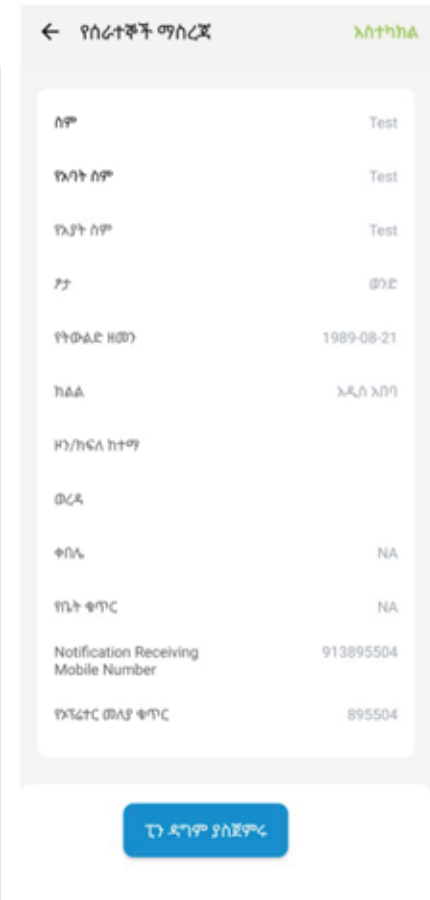 ← የሰራተኞች ማስረጃ አስተካክል
ስም Test
የአባት ስም Test
የአያት ስም Test
ፆታ ወንድ
የትውልድ ዘመን 1989-08-21
ክልል አዲስ አበባ
ዞን/ክፍለ ከተማ
ወረዳ
ቀበሌ NA
የቤት ቁጥር NA
Notification Receiving 913895504
Mobile Number
የኦፕሬተር መለያ ቁጥር 895504
ፒን ዳግም ያስጀምሩ